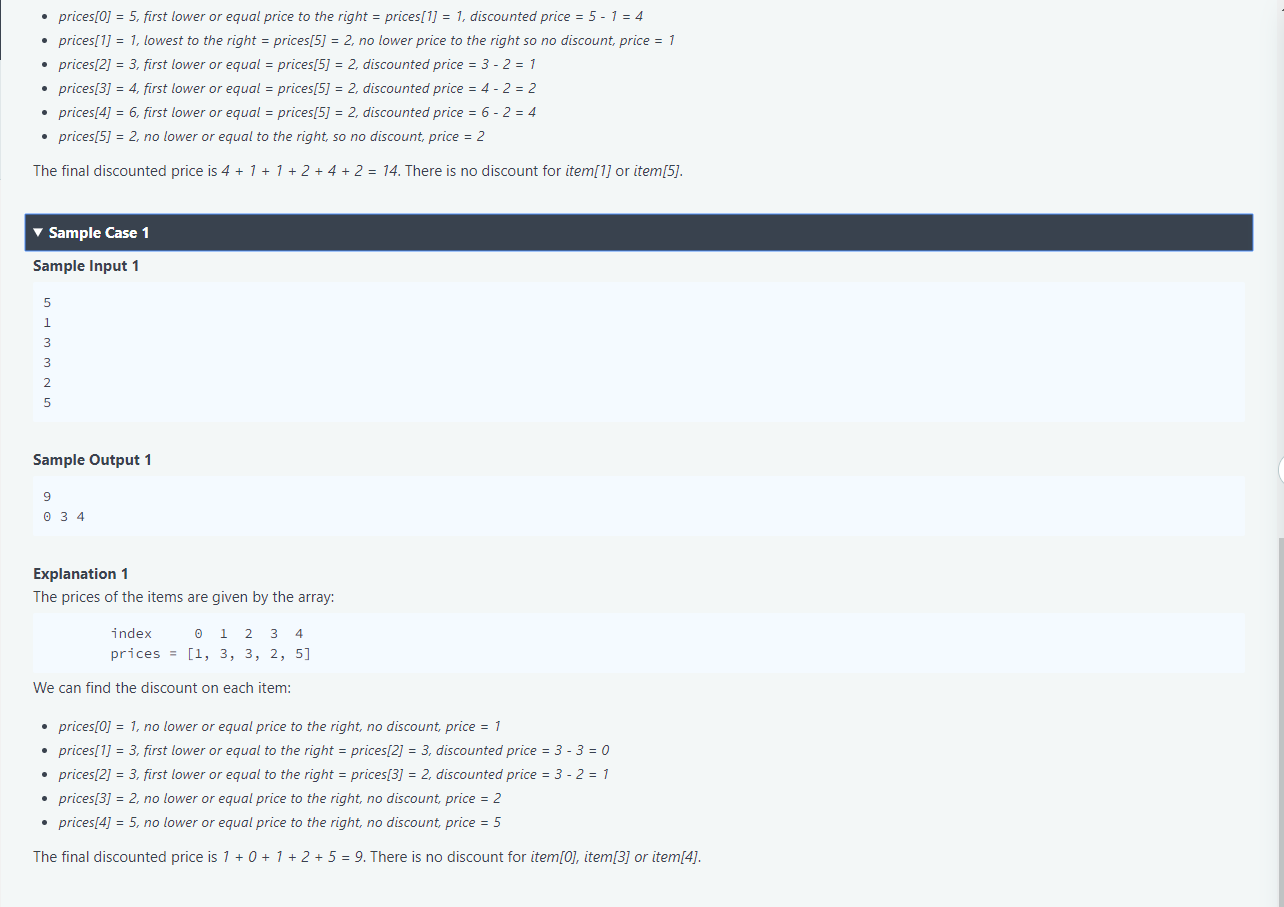 • prices[0] = 5, first lower or equal price to the right = prices[1] = 1, discounted price = 5 - 1 = 4
• prices[1] = 1, lowest to the right = prices[5] = 2, no lower price to the right so no discount, price = 1
• prices[2] = 3, first lower or equal = prices[5] = 2, discounted price = 3 - 2 = 1
• prices[3] = 4, first lower or equal = prices[5] = 2, discounted price = 4 - 2 = 2
• prices[4] = 6, first lower or equal = prices[5] = 2, discounted price = 6 - 2 = 4
• prices[5] = 2, no lower or equal to the right, so no discount, price = 2
The final discounted price is 4 + 1 + 1 + 2 + 4 + 2 = 14. There is no discount for item[1] or item[5].
▼ Sample Case 1
Sample Input 1
5
1
3
3
2
5
Sample Output 1
9
0 3 4
Explanation 1
The prices of the items are given by the array:
index 0 1 2 3 4
prices = [1, 3, 3, 2, 5]
We can find the discount on each item:
• prices[0] = 1, no lower or equal price to the right, no discount, price = 1
• prices[1] = 3, first lower or equal to the right = prices[2] = 3, discounted price = 3 - 3 = 0
• prices[2] = 3, first lower or equal to the right = prices[3] = 2, discounted price = 3 - 2 = 1
• prices[3] = 2, no lower or equal price to the right, no discount, price = 2
• prices[4] = 5, no lower or equal price to the right, no discount, price = 5
The final discounted price is 1 + 0 + 1 + 2 + 5 = 9. There is no discount for item[0], item[3] or item[4].